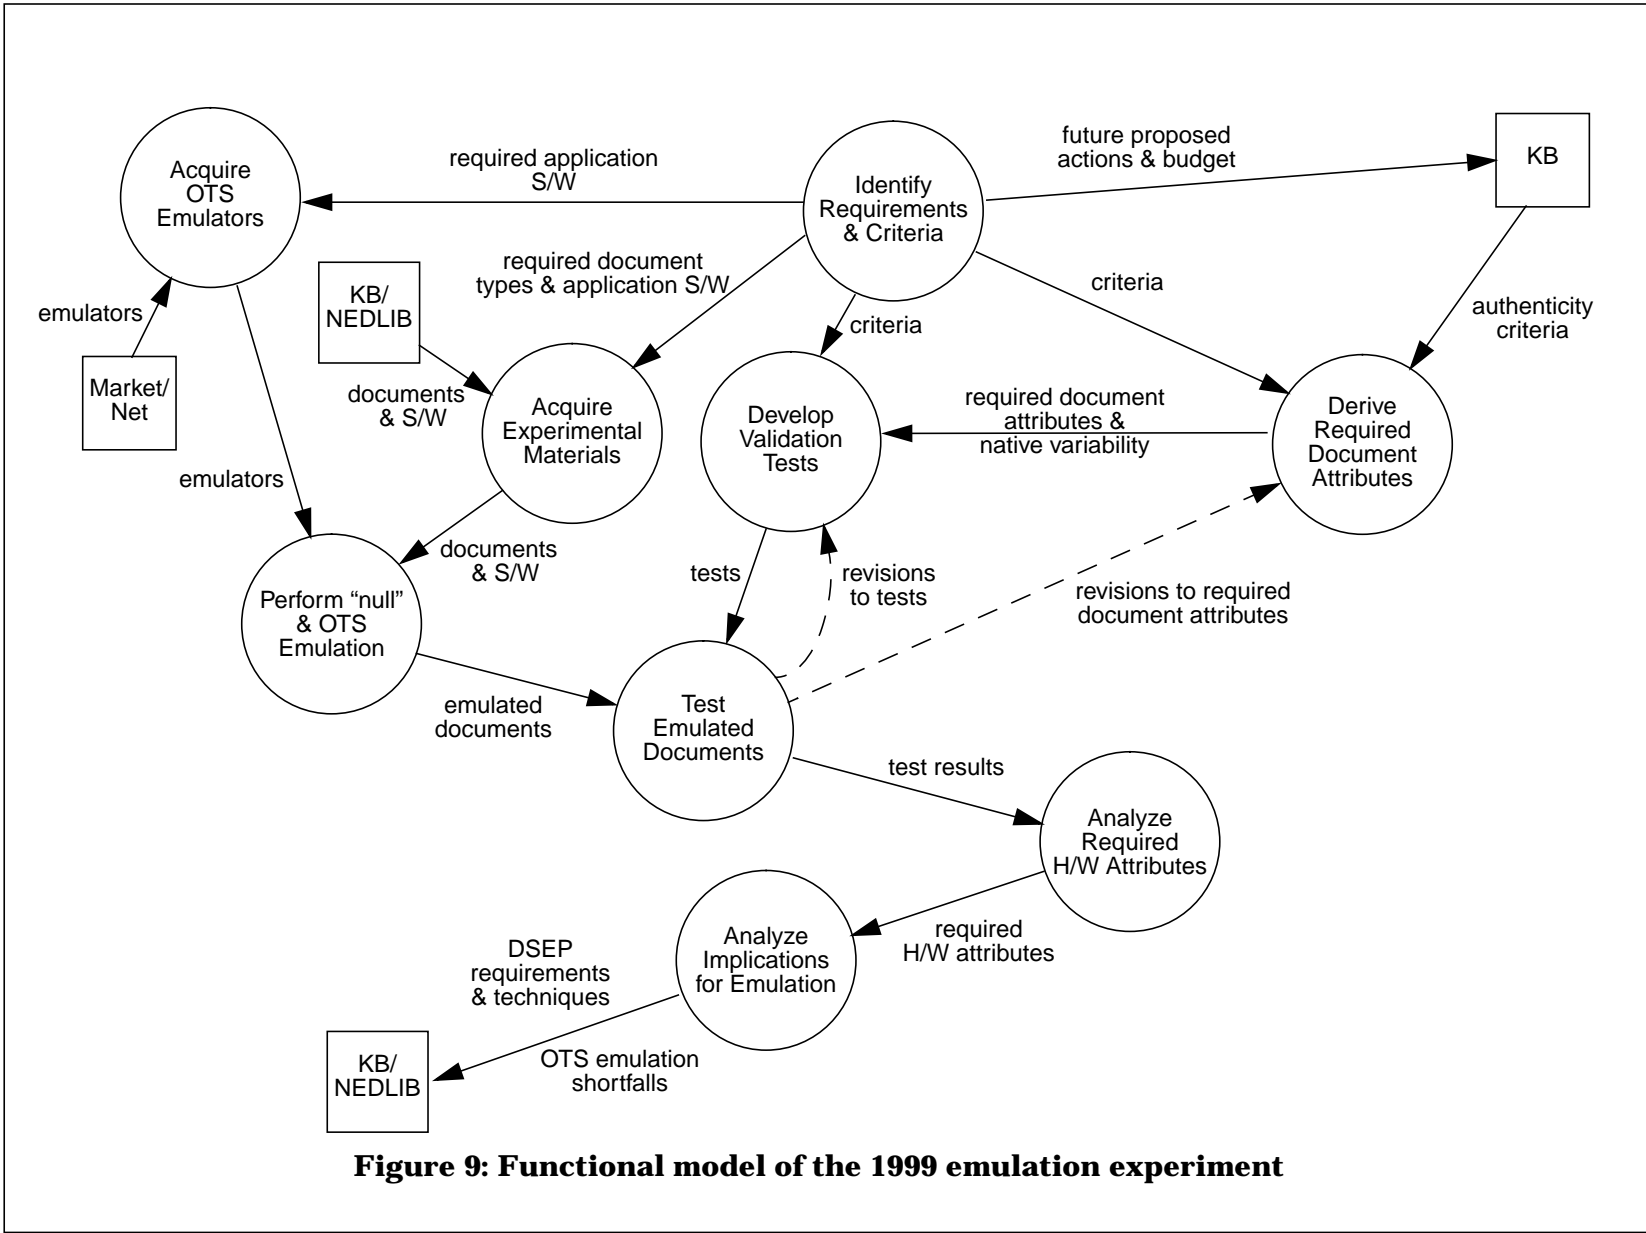 Acquire
OTS
Emulators
required application
S/W
Identify
Requirements
& Criteria
future proposed
actions & budget
KB
emulators
Market/
Net
KB/
NEDLIB
required document
types & application S/W
criteria
criteria
authenticity
criteria
documents
& S/W
Acquire
Experimental
Materials
Develop
Validation
Tests
required document
attributes &
native variability
Derive
Required
Document
Attributes
emulators
documents
& S/W
Perform “null”
& OTS
Emulation
tests
revisions
to tests
revisions to required
document attributes
emulated
documents
Test
Emulated
Documents
test results
Analyze
Required
H/W Attributes
required
H/W attributes
Analyze
Implications
for Emulation
DSEP
requirements
& techniques
OTS emulation
shortfalls
KB/
NEDLIB
Figure 9: Functional model of the 1999 emulation experiment